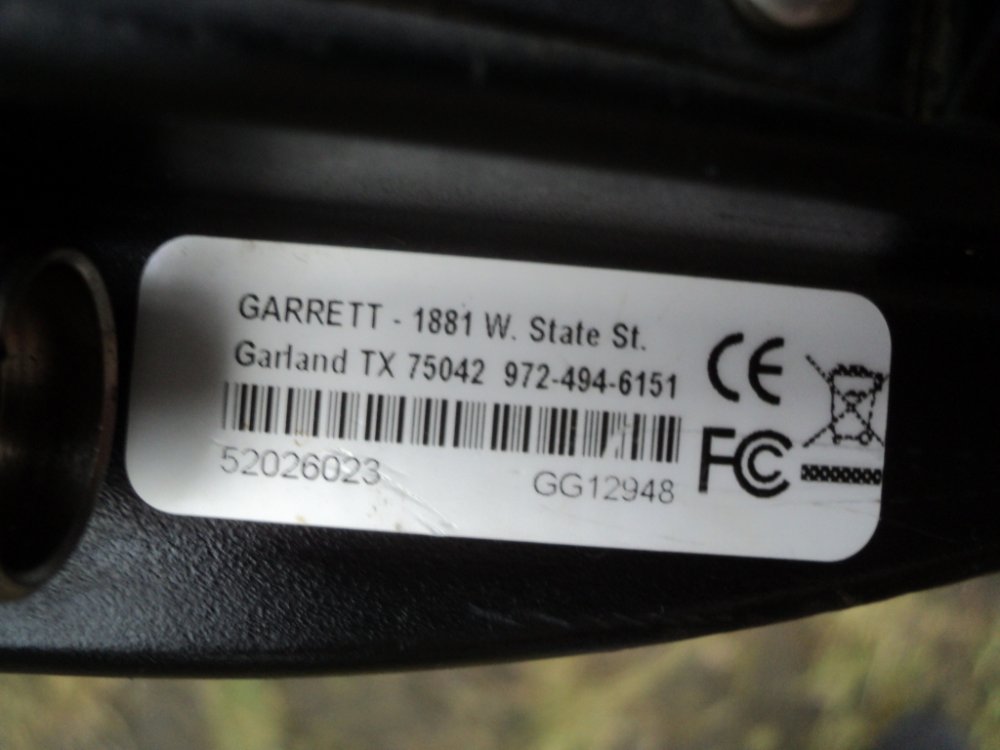 GARRETT - 1881 W. State St.
Garland TX 75042 972-494-6151
52026023 GG12948
CE
FC